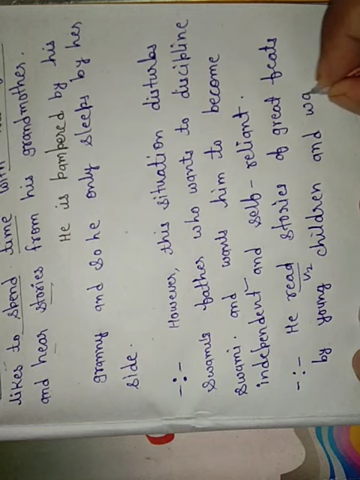 likes to spend time with
and hear stories from his grandmother.
He is pampered by his
granny and so he only sleeps by her
side.
-:- However, this situation disturbs
Swamis father who wants to discipline
Swami and wants him to become
independent and self-reliant.
-:- He read stories of great feats
V2
by young children and wa